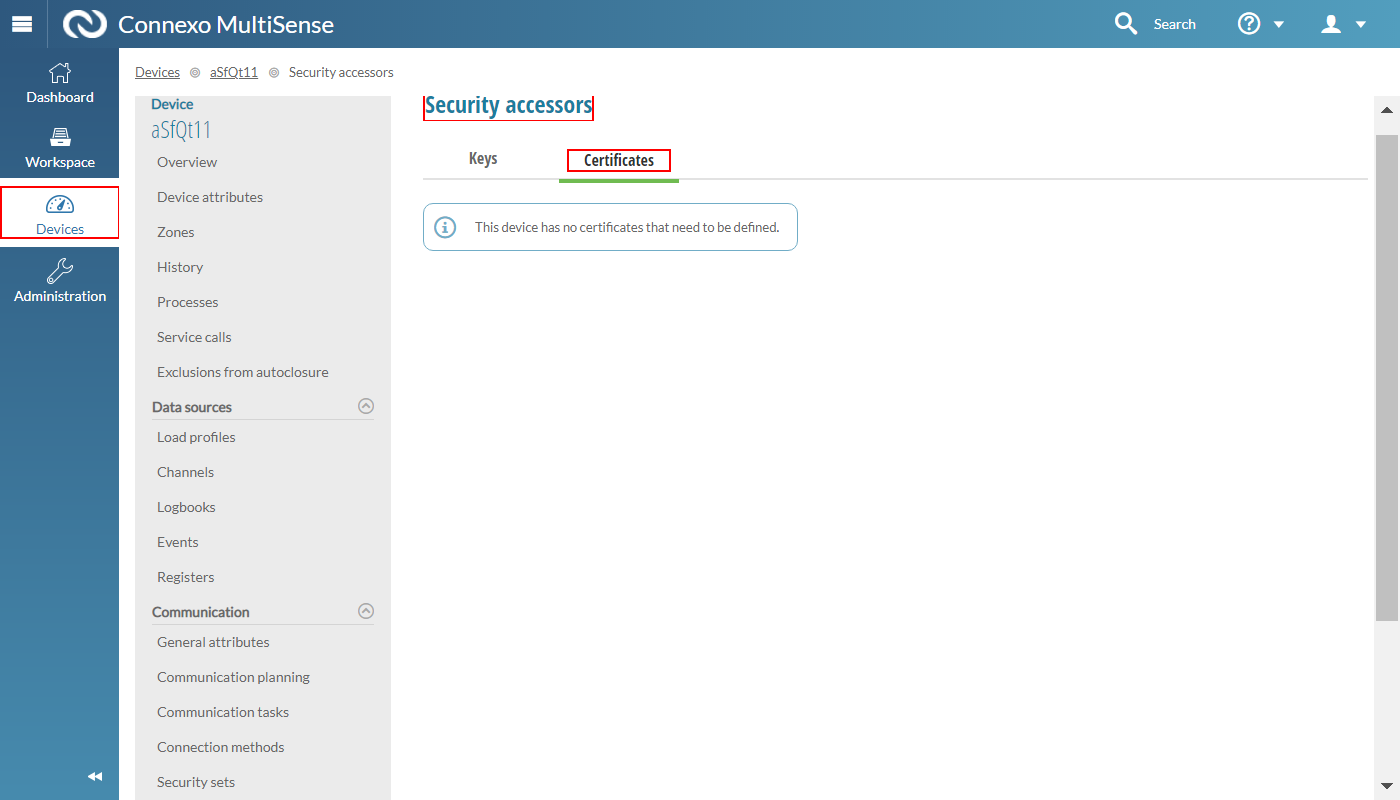 Connexo MultiSense
Search
Dashboard
Workspace
Devices
Administration
Devices aSfQt11 Security accessors
Device
aSfQt11
Overview
Device attributes
Zones
History
Processes
Service calls
Exclusions from autoclosure
Data sources
Load profiles
Channels
Logbooks
Events
Registers
Communication
General attributes
Communication planning
Communication tasks
Connection methods
Security sets
Security accessors
Keys Certificates
This device has no certificates that need to be defined.